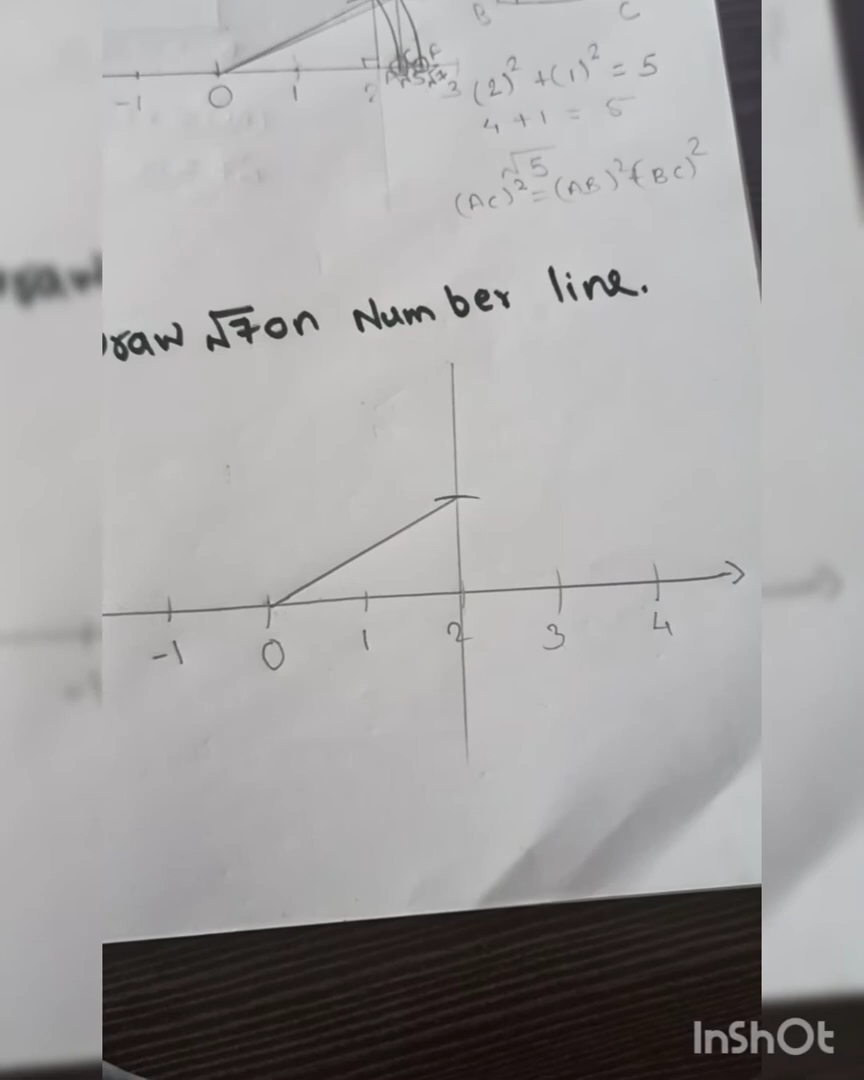 B C
-1 0 1 2 3
(2)² + (1)² = 5
4 + 1 = 5
√5
(AC)² = (AB)² + (BC)²
raw √7 on Number line.
-1 0 1 2 3 4
InShOt